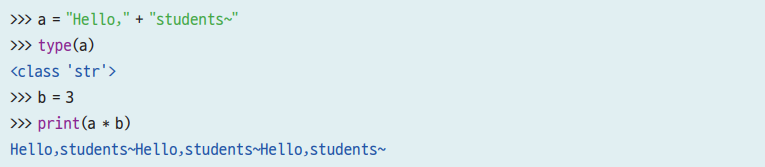 >>> a = "Hello," + "students~"
>>> type(a)
<class 'str'>
>>> b = 3
>>> print(a * b)
Hello,students~Hello,students~Hello,students~